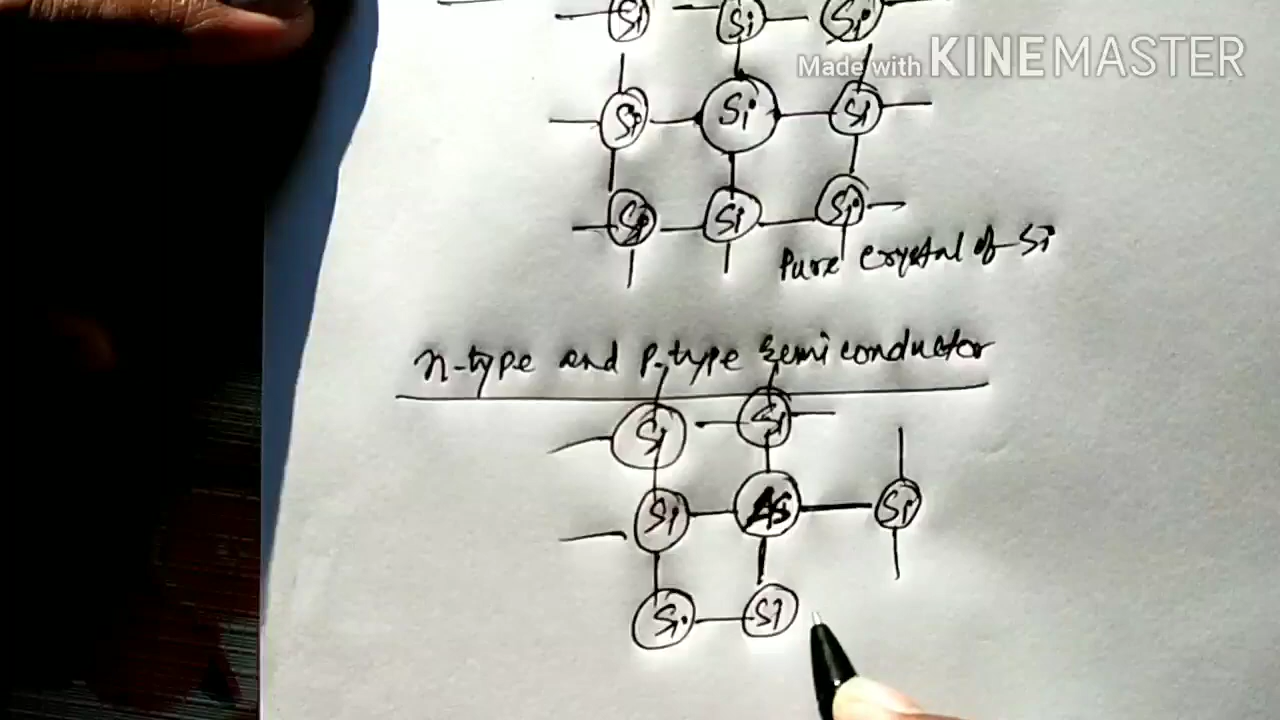 Si Si Si
Made with KINEMASTER
Si Si Si
Si Si Si
Pure crystal of Si
n-type and P-type Semiconductor
Si Si
Si As Si
Si Si